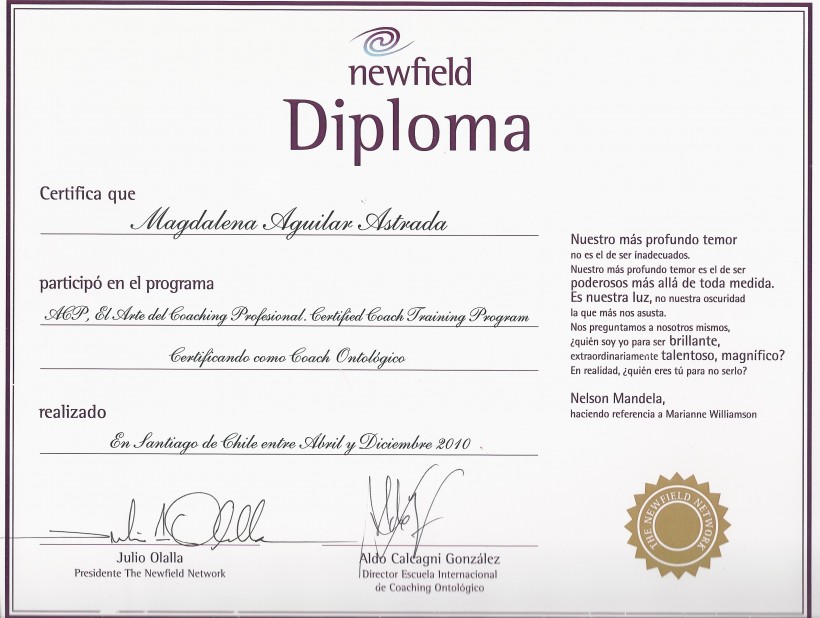 newfield
Diploma
Certifica que
Magdalena Aguilar Astrada
participó en el programa
ACP, El Arte del Coaching Profesional. Certified Coach Training Program
Certificando como Coach Ontológico
realizado
En Santiago de Chile entre Abril y Diciembre 2010
Julio Olalla
Presidente The Newfield Network
Aldo Calcagni González
Director Escuela Internacional
de Coaching Ontológico
Nuestro más profundo temor
no es el de ser inadecuados.
Nuestro más profundo temor es el de ser
poderosos más allá de toda medida.
Es nuestra luz, no nuestra oscuridad
la que más nos asusta.
Nos preguntamos a nosotros mismos,
¿quién soy yo para ser brillante,
extraordinariamente talentoso, magnífico?
En realidad, ¿quién eres tú para no serlo?
Nelson Mandela,
haciendo referencia a Marianne Williamson
THE NEWFIELD NETWORK